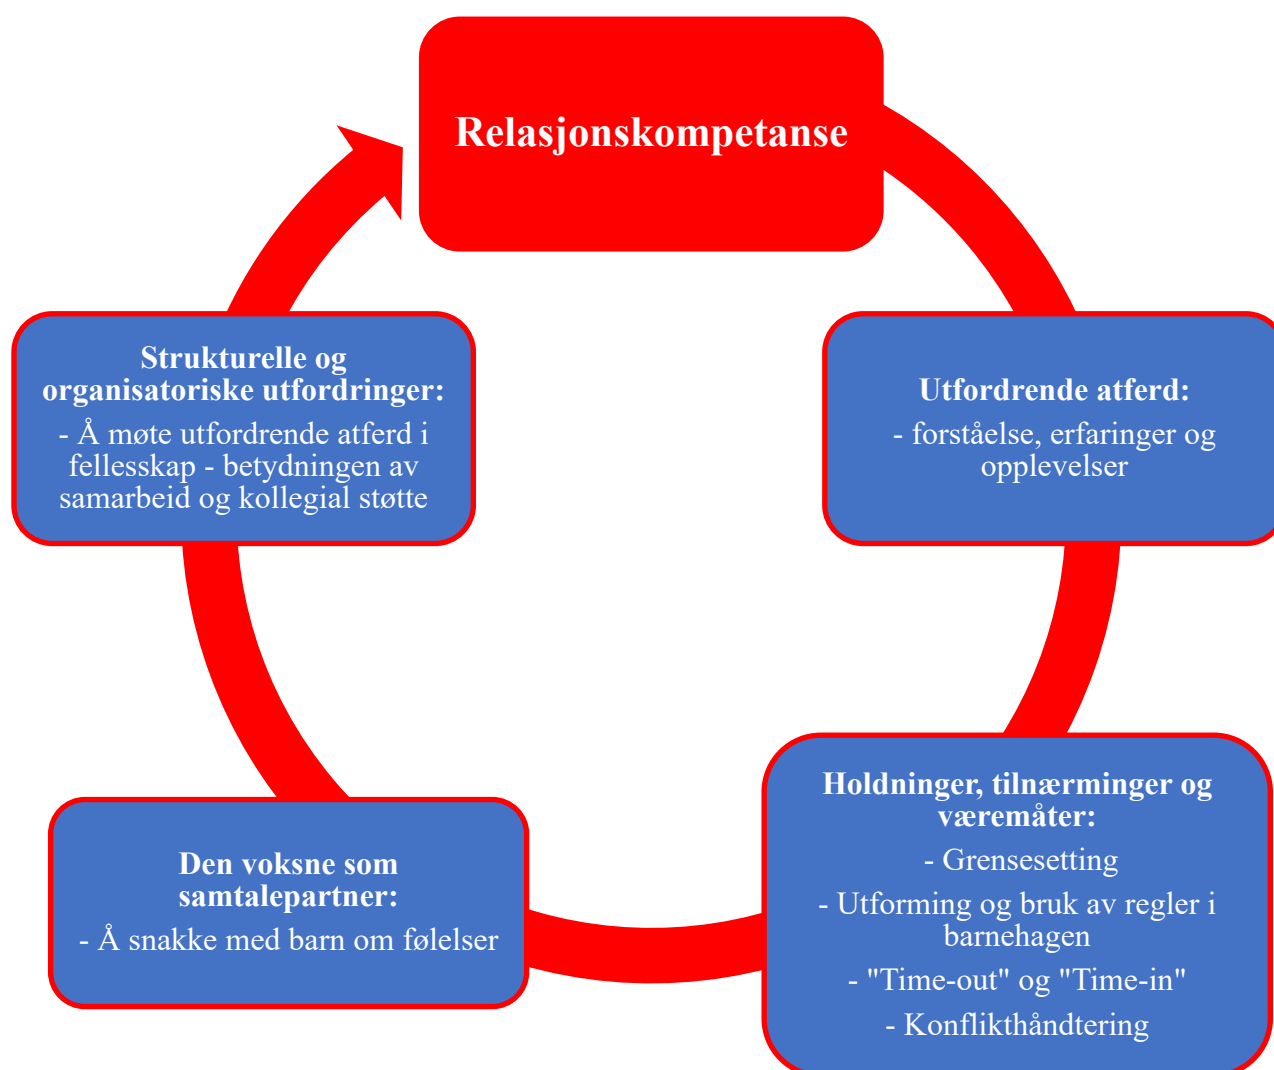 Relasjonskompetanse
Utfordrende atferd:
- forståelse, erfaringer og
opplevelser
Holdninger, tilnærminger og
væremåter:
- Grensesetting
- Utforming og bruk av regler i
barnehagen
- "Time-out" og "Time-in"
- Konflikthåndtering
Den voksne som
samtalepartner:
- Å snakke med barn om følelser
Strukturelle og
organisatoriske utfordringer:
- Å møte utfordrende atferd i
fellesskap - betydningen av
samarbeid og kollegial støtte